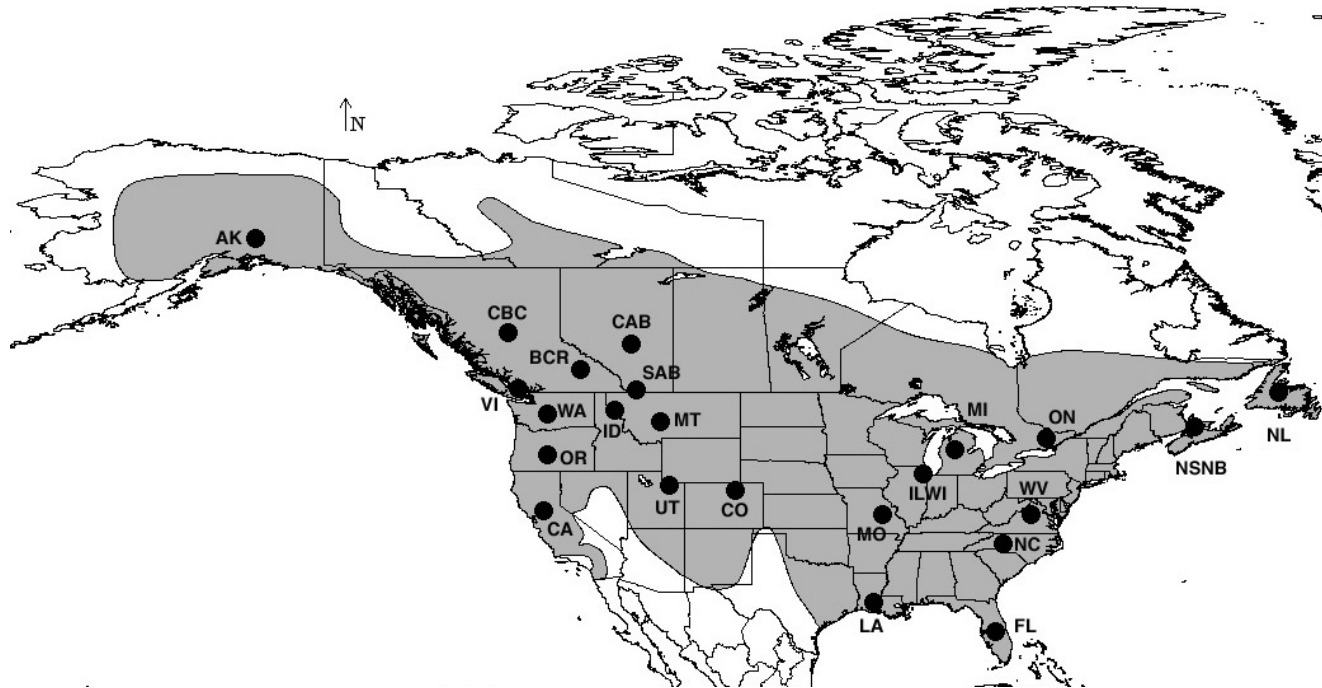 N
AK
CBC
CAB
BCR
SAB
VI
WA
ID
MT
MI
ON
NL
OR
NSNB
UT
CO
ILWI
WV
CA
MO
NC
LA
FL